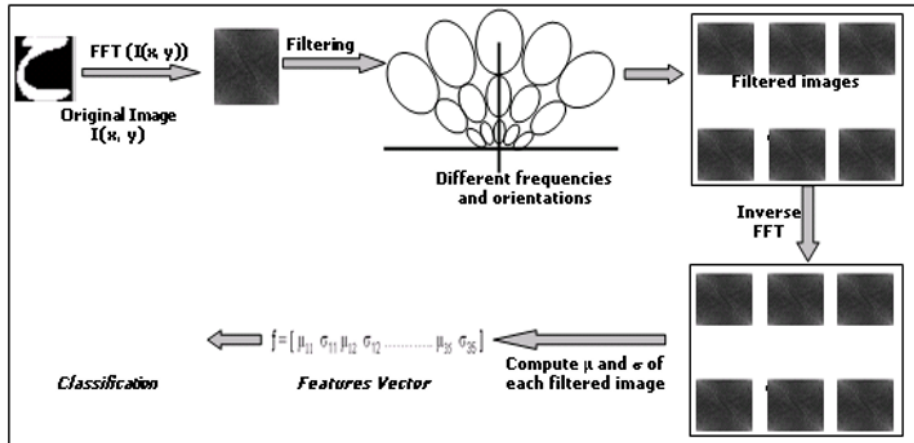 FFT (I(x, y))
Filtering
Original Image
I(x, y)
Filtered images
Different frequencies
and orientations
Inverse
FFT
f = [ μ11 σ11 μ12 σ12 ........... μ35 σ35 ]
Compute μ and σ of
each filtered image
Classification
Features Vector